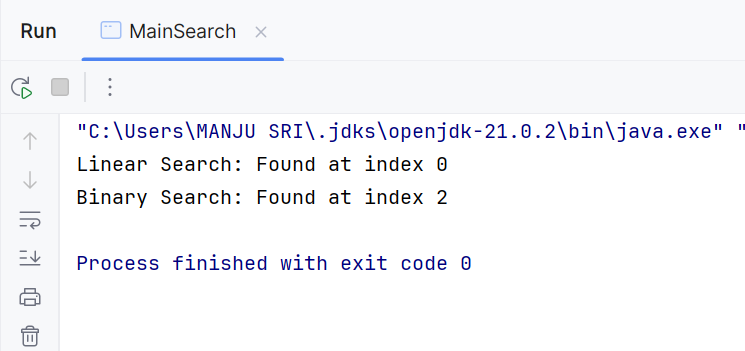 Run MainSearch
"C:\Users\MANJU SRI\.jdks\openjdk-21.0.2\bin\java.exe" "
Linear Search: Found at index 0
Binary Search: Found at index 2
Process finished with exit code 0